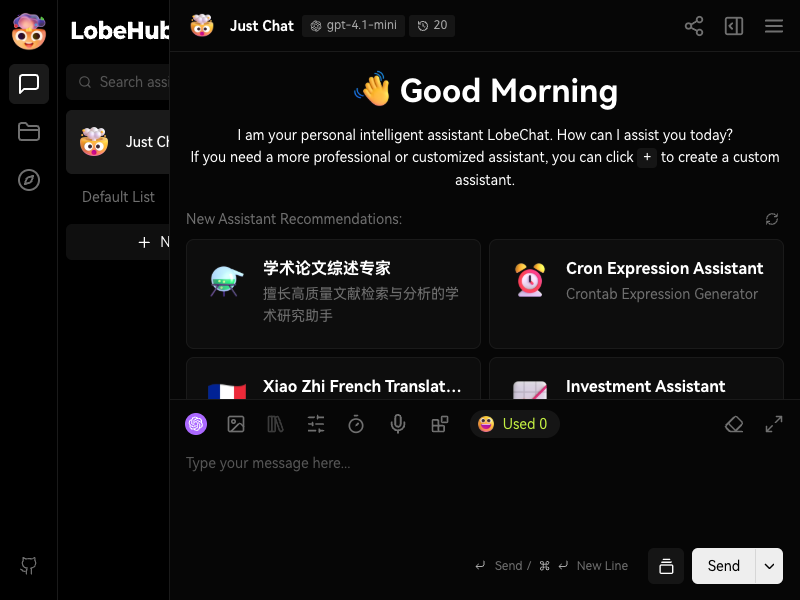 LobeHub
Search assi
Just Ch
Default List
N
Just Chat
gpt-4.1-mini
20
Good Morning
I am your personal intelligent assistant LobeChat. How can I assist you today?
If you need a more professional or customized assistant, you can click + to create a custom
assistant.
New Assistant Recommendations:
学术论文综述专家
擅长高质量文献检索与分析的学
术研究助手
Cron Expression Assistant
Crontab Expression Generator
Xiao Zhi French Translat...
Investment Assistant
Used 0
Type your message here...
↵ Send / ⌘ ↵ New Line
Send